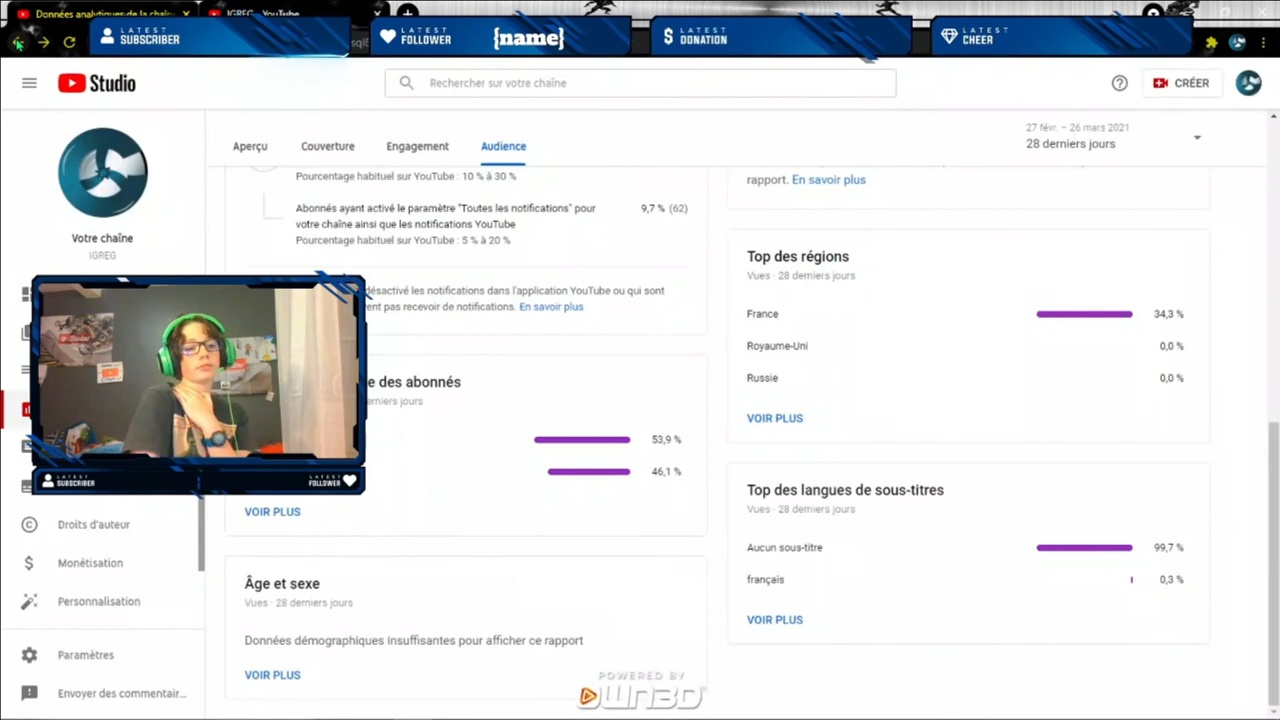 Données analytiques de la chaîn
IGREG - YouTube
LATEST
SUBSCRIBER
LATEST
FOLLOWER
{name}
LATEST
DONATION
LATEST
CHEER
Studio
Rechercher sur votre chaîne
CRÉER
Votre chaîne
IGREG
Droits d'auteur
Monétisation
Personnalisation
Paramètres
Envoyer des commentair...
Aperçu
Couverture
Engagement
Audience
27 févr. – 26 mars 2021
28 derniers jours
Pourcentage habituel sur YouTube : 10 % à 30 %
Abonnés ayant activé le paramètre "Toutes les notifications" pour
votre chaîne ainsi que les notifications YouTube
9,7 % (62)
Pourcentage habituel sur YouTube : 5 % à 20 %
désactivé les notifications dans l'application YouTube ou qui sont
vent pas recevoir de notifications. En savoir plus
e des abonnés
erniers jours
53,9 %
46,1 %
VOIR PLUS
LATEST
SUBSCRIBER
LATEST
FOLLOWER
Âge et sexe
Vues · 28 derniers jours
Données démographiques insuffisantes pour afficher ce rapport
VOIR PLUS
rapport. En savoir plus
Top des régions
Vues · 28 derniers jours
France 34,3 %
Royaume-Uni 0,0 %
Russie 0,0 %
VOIR PLUS
Top des langues de sous-titres
Vues · 28 derniers jours
Aucun sous-titre 99,7 %
français 0,3 %
VOIR PLUS
POWERED BY
OWN3D